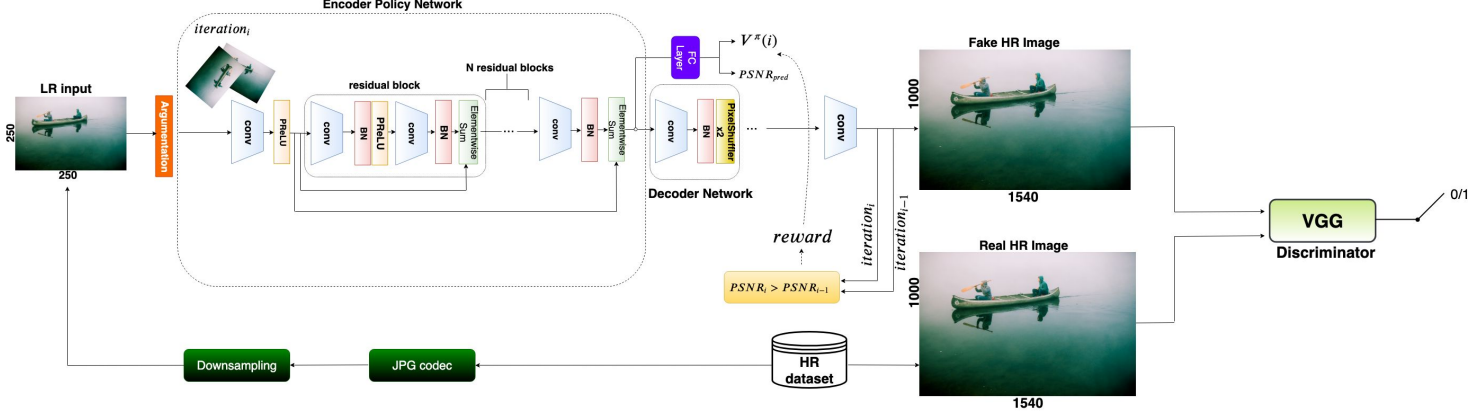 Encoder Policy Network
iteration_i
LR input
250
250
Argumentation
conv
PReLU
residual block
conv
BN
PReLU
conv
BN
Elementwise
Sum
N residual blocks
...
conv
BN
Elementwise
Sum
FC
Layer
V^π(i)
PSNR_pred
conv
BN
PixelShuffler
x2
Decoder Network
...
conv
iteration_i
iteration_{i−1}
reward
PSNR_i > PSNR_{i−1}
Fake HR Image
1000
1540
Real HR Image
1000
1540
VGG
Discriminator
0/1
Downsampling
JPG codec
HR
dataset